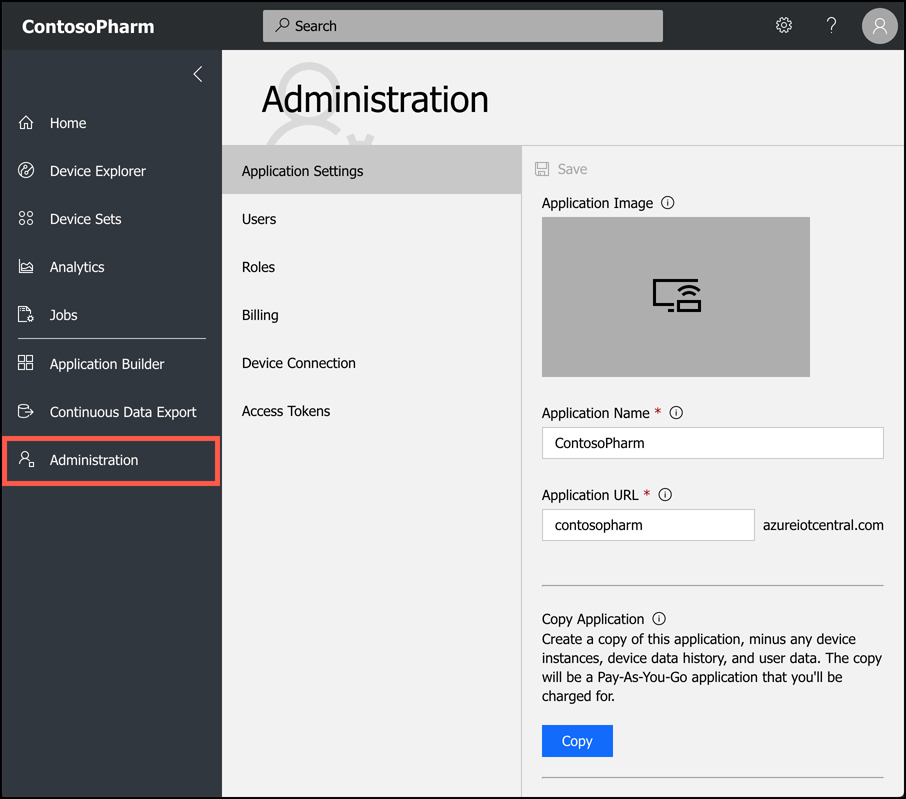 ContosoPharm
Search
?
Home
Device Explorer
Device Sets
Analytics
Jobs
Application Builder
Continuous Data Export
Administration
Administration
Application Settings
Users
Roles
Billing
Device Connection
Access Tokens
Save
Application Image
Application Name *
ContosoPharm
Application URL *
contosopharm azureiotcentral.com
Copy Application
Create a copy of this application, minus any device
instances, device data history, and user data. The copy
will be a Pay-As-You-Go application that you'll be
charged for.
Copy